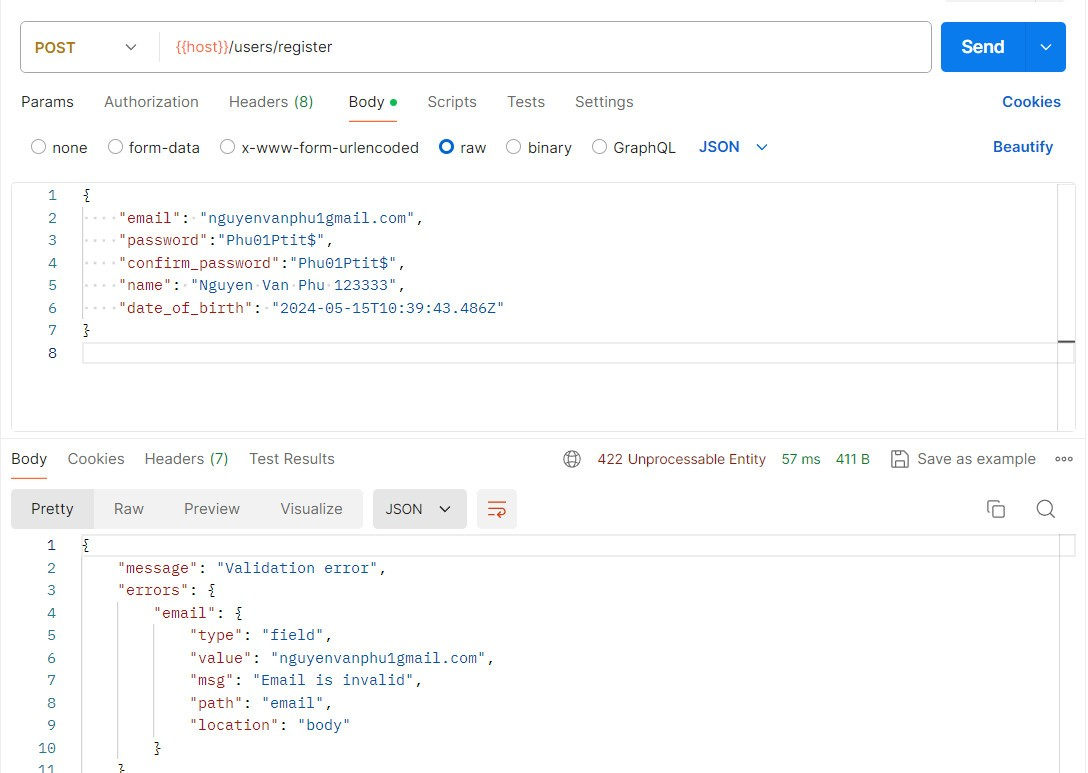 POST {{host}}/users/register Send
Params Authorization Headers (8) Body Scripts Tests Settings Cookies
none form-data x-www-form-urlencoded raw binary GraphQL JSON Beautify
1 {
2 "email": "nguyenvanphu1gmail.com",
3 "password":"Phu01Ptit$",
4 "confirm_password":"Phu01Ptit$",
5 "name": "Nguyen Van Phu 123333",
6 "date_of_birth": "2024-05-15T10:39:43.486Z"
7 }
8
Body Cookies Headers (7) Test Results 422 Unprocessable Entity 57 ms 411 B Save as example
Pretty Raw Preview Visualize JSON
1 {
2 "message": "Validation error",
3 "errors": {
4 "email": {
5 "type": "field",
6 "value": "nguyenvanphu1gmail.com",
7 "msg": "Email is invalid",
8 "path": "email",
9 "location": "body"
10 }
11 }